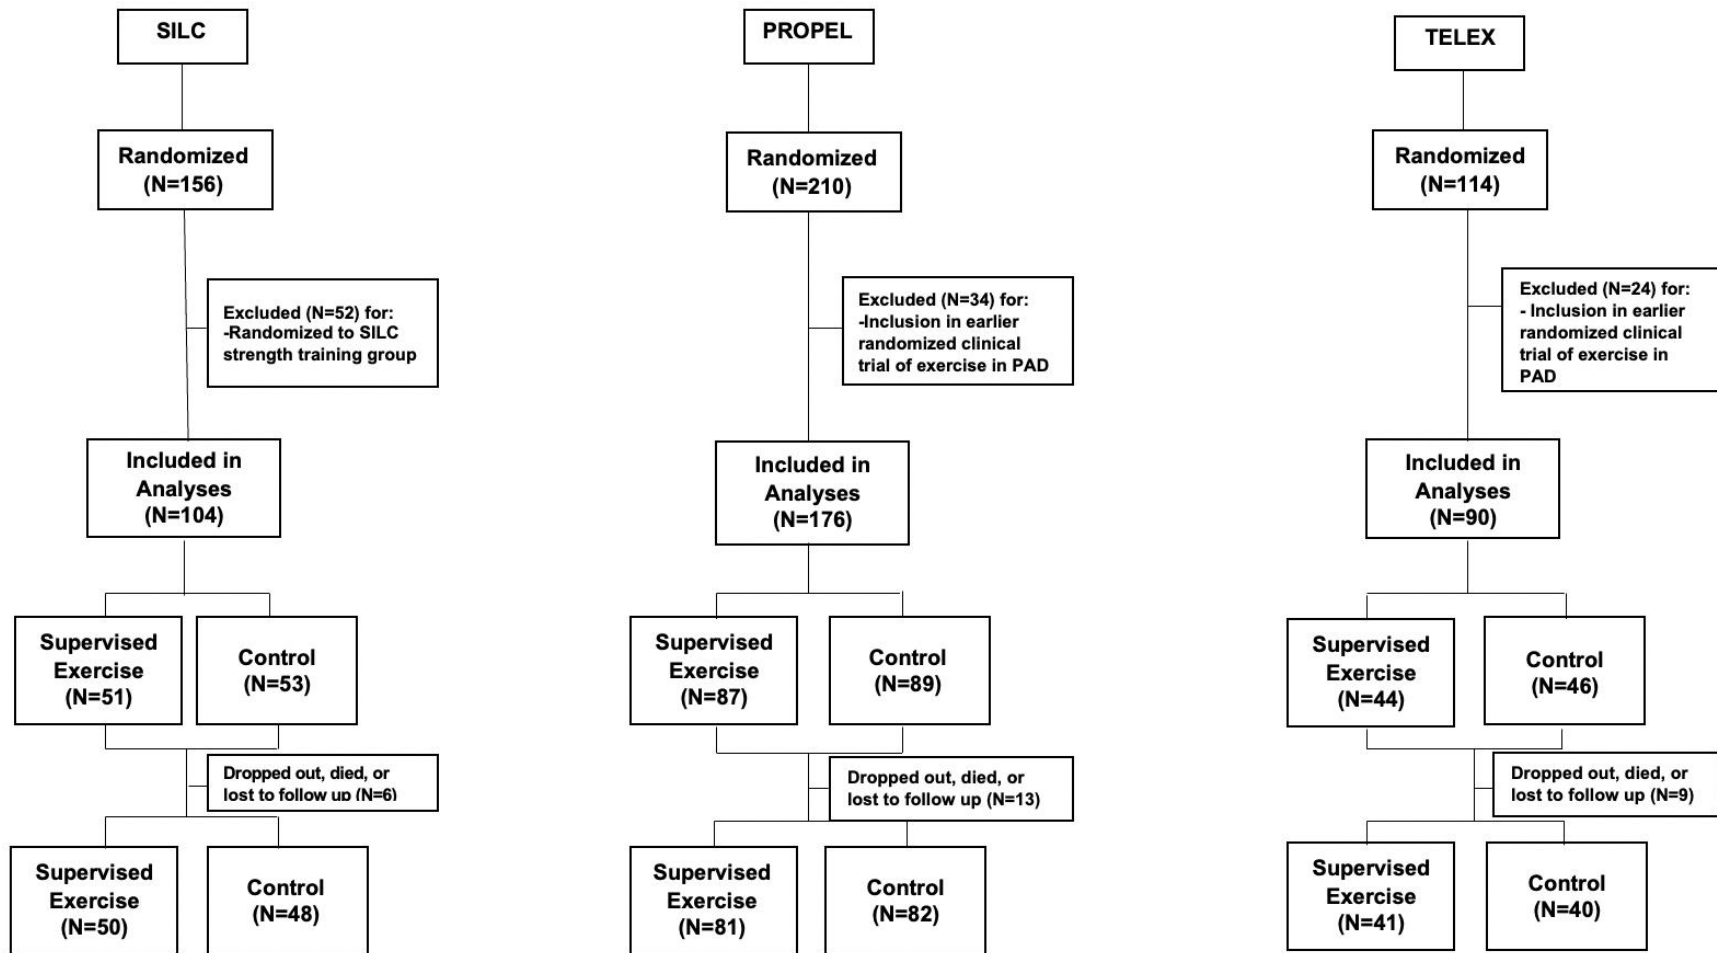 SILC
Randomized
(N=156)
Excluded (N=52) for:
-Randomized to SILC
strength training group
Included in
Analyses
(N=104)
Supervised
Exercise
(N=51)
Control
(N=53)
Dropped out, died, or
lost to follow up (N=6)
Supervised
Exercise
(N=50)
Control
(N=48)
PROPEL
Randomized
(N=210)
Excluded (N=34) for:
-Inclusion in earlier
randomized clinical
trial of exercise in PAD
Included in
Analyses
(N=176)
Supervised
Exercise
(N=87)
Control
(N=89)
Dropped out, died, or
lost to follow up (N=13)
Supervised
Exercise
(N=81)
Control
(N=82)
TELEX
Randomized
(N=114)
Excluded (N=24) for:
- Inclusion in earlier
randomized clinical
trial of exercise in
PAD
Included in
Analyses
(N=90)
Supervised
Exercise
(N=44)
Control
(N=46)
Dropped out, died, or
lost to follow up (N=9)
Supervised
Exercise
(N=41)
Control
(N=40)